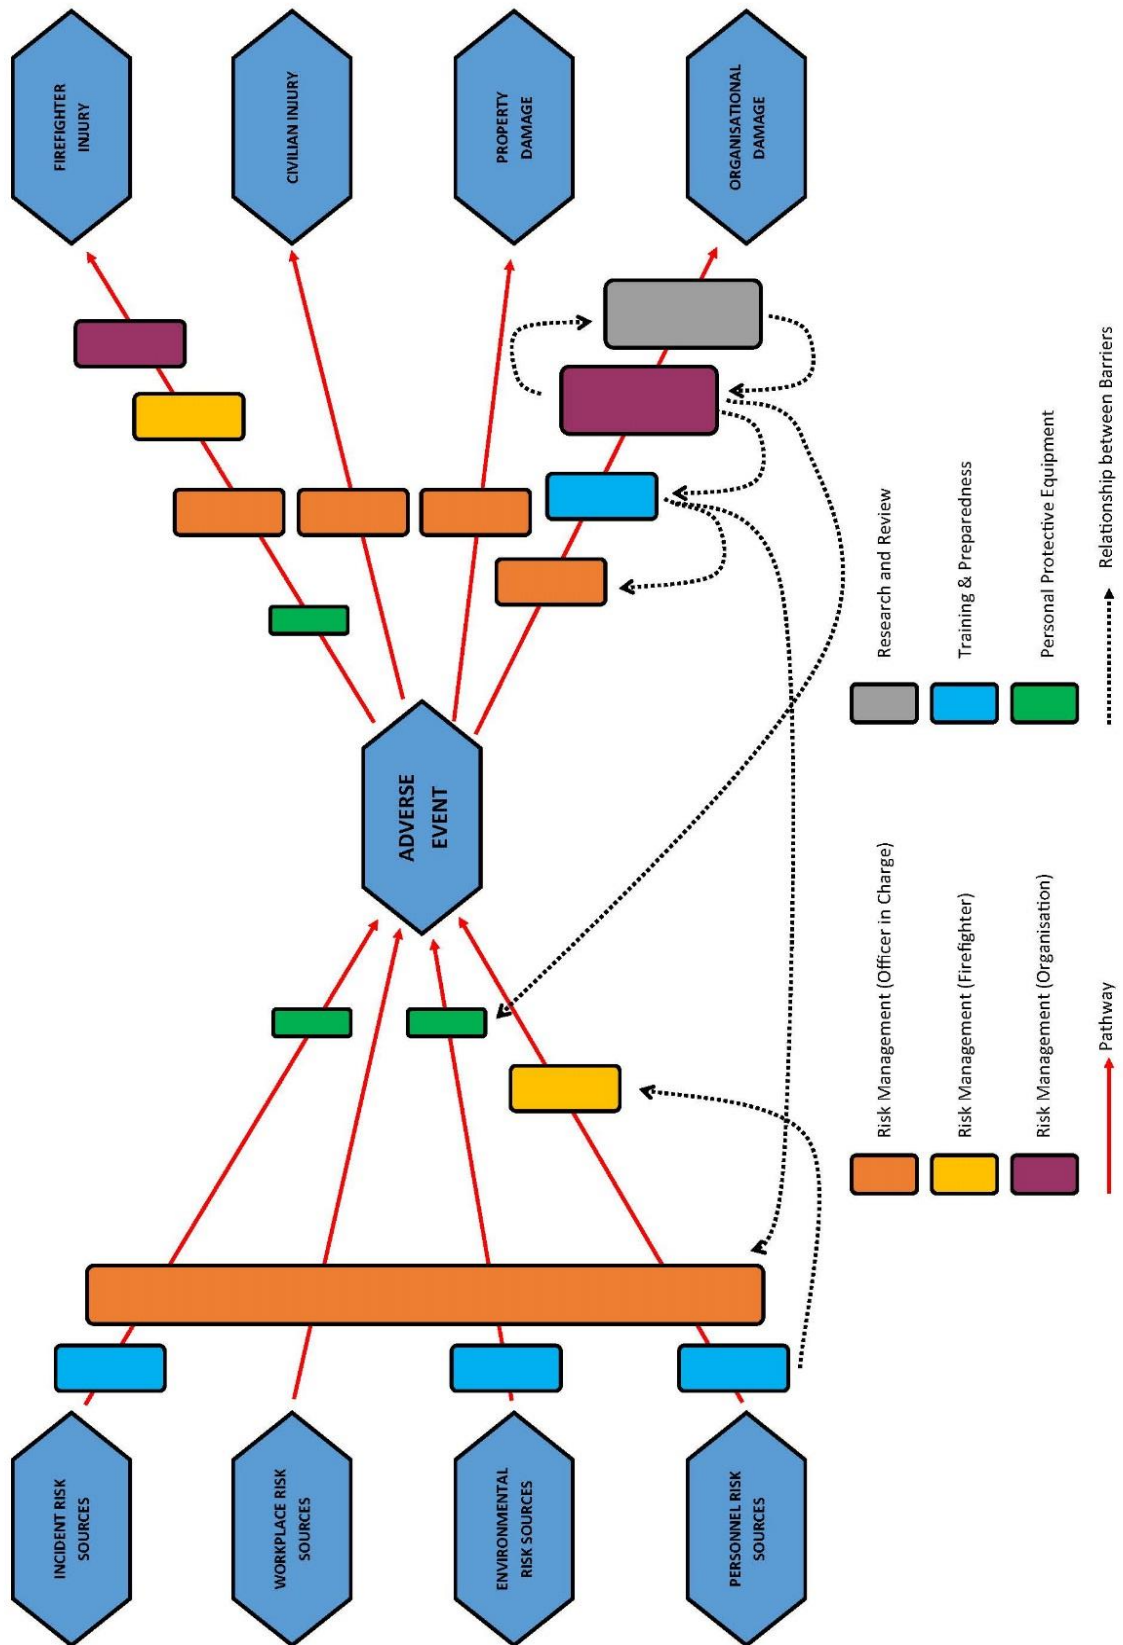 INCIDENT RISK
SOURCES
WORKPLACE RISK
SOURCES
ENVIRONMENTAL
RISK SOURCES
PERSONNEL RISK
SOURCES
ADVERSE
EVENT
FIREFIGHTER
INJURY
CIVILIAN INJURY
PROPERTY
DAMAGE
ORGANISATIONAL
DAMAGE
Risk Management (Officer in Charge)
Risk Management (Firefighter)
Risk Management (Organisation)
Pathway
Research and Review
Training & Preparedness
Personal Protective Equipment
Relationship between Barriers